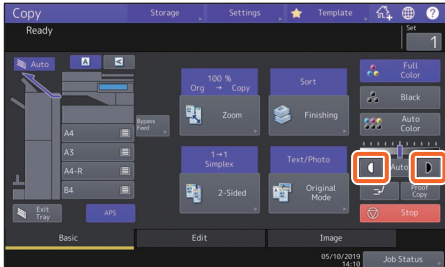 Copy
Storage
Settings
Template
?
Ready
Set
1
Auto
A
A
Full
Color
100 %
Org → Copy
Sort
Black
Zoom
Finishing
Auto
Color
Bypass
Feed
A4
A3
A4-R
B4
1→1
Simplex
Text/Photo
Auto
2-Sided
Original
Mode
Proof
Copy
Exit
Tray
APS
Stop
Basic
Edit
Image
05/10/2019
14:10
Job Status